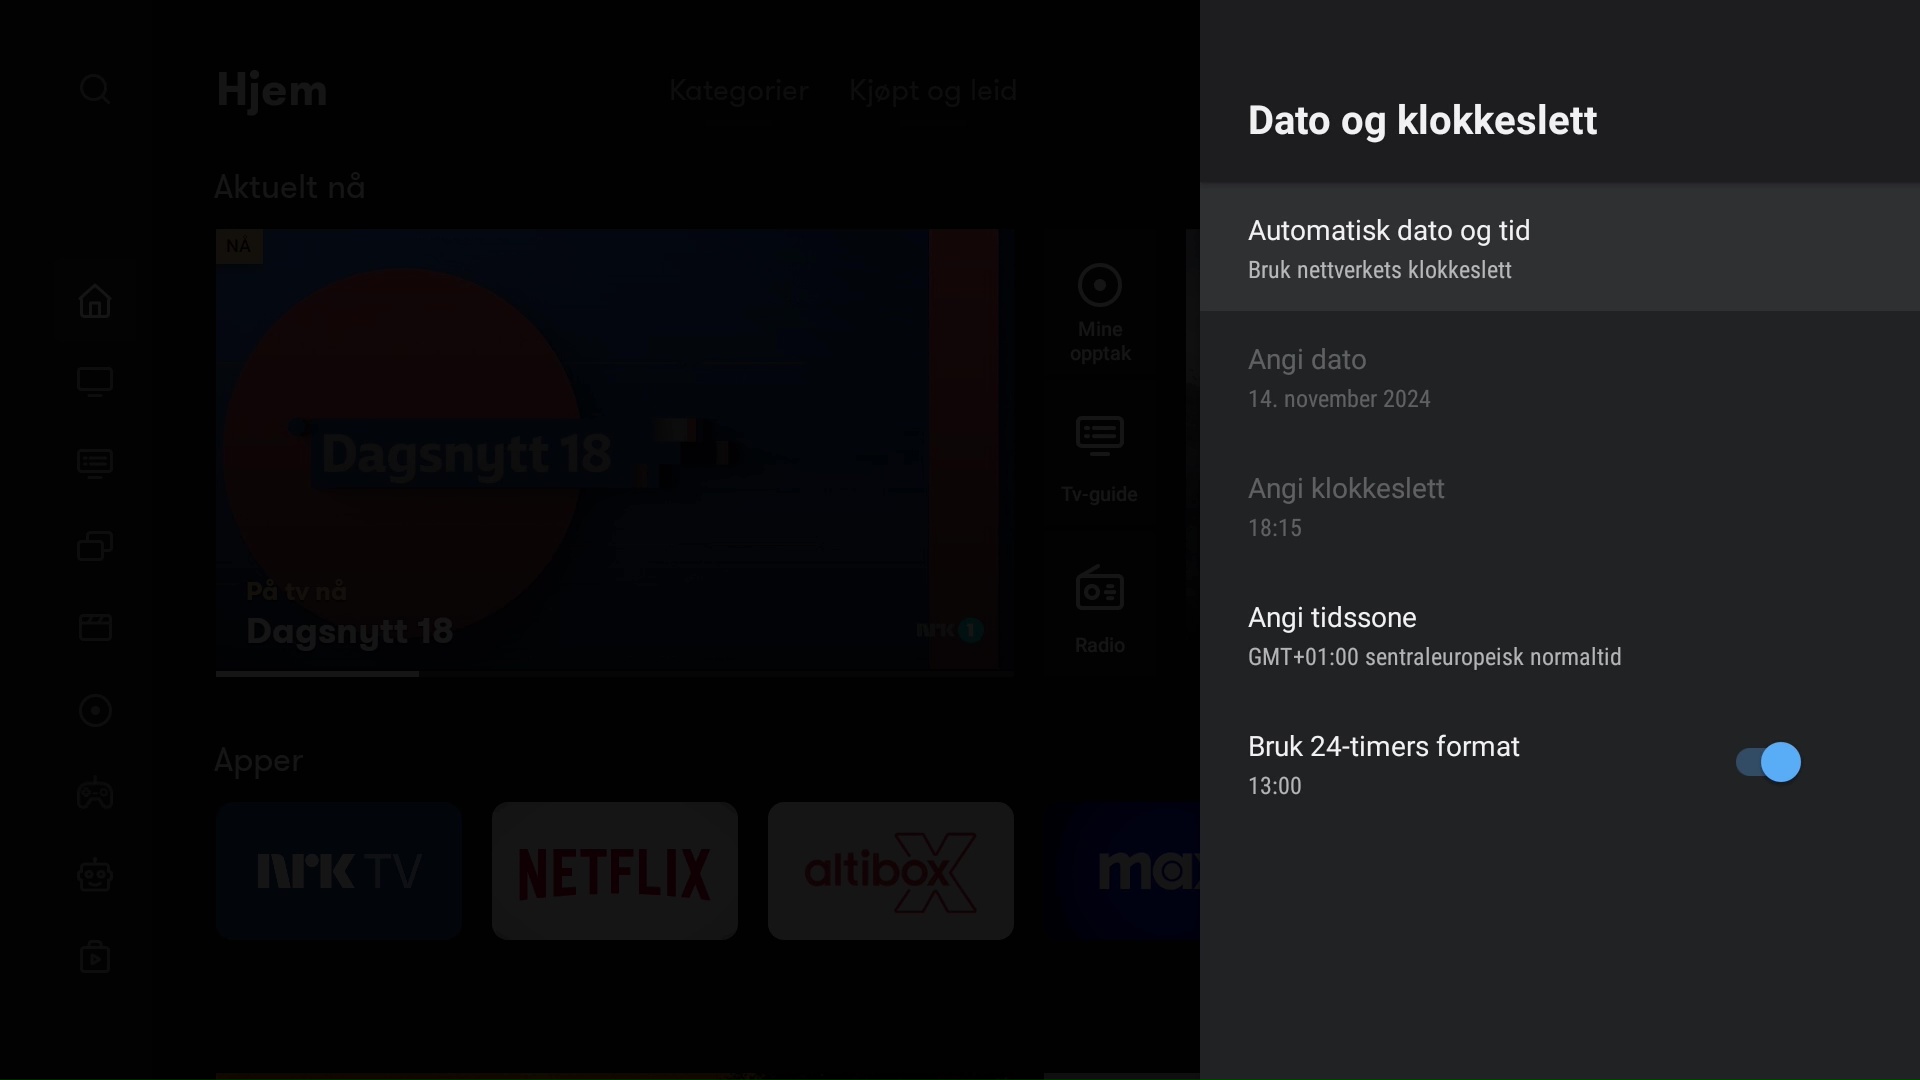 Hjem
Kategorier
Kjøpt og leid
Aktuelt nå
NÅ
Dagsnytt 18
På tv nå
Dagsnytt 18
nrk 1
Mine
opptak
Tv-guide
Radio
Apper
NRK TV
NETFLIX
altibox X
max
Dato og klokkeslett
Automatisk dato og tid
Bruk nettverkets klokkeslett
Angi dato
14. november 2024
Angi klokkeslett
18:15
Angi tidssone
GMT+01:00 sentraleuropeisk normaltid
Bruk 24-timers format
13:00